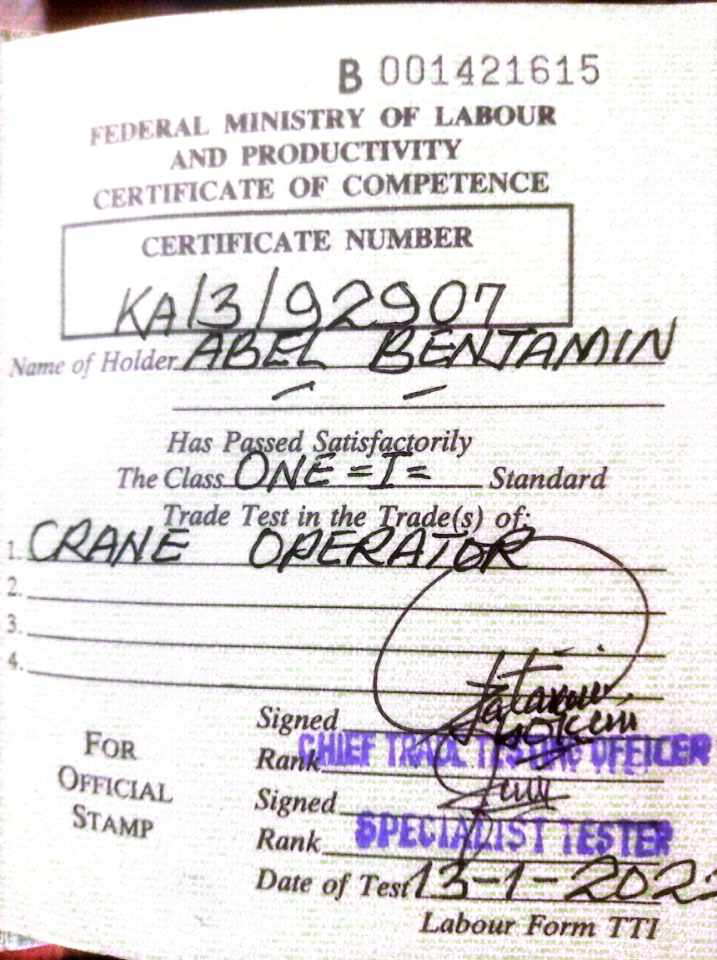 B 001421615
FEDERAL MINISTRY OF LABOUR
AND PRODUCTIVITY
CERTIFICATE OF COMPETENCE
CERTIFICATE NUMBER
KA/3/92907
Name of Holder ABEL BENJAMIN
Has Passed Satisfactorily
The Class ONE =I= Standard
Trade Test in the Trade(s) of:
1. CRANE OPERATOR
2.
3.
4.
Signed
FOR
OFFICIAL
STAMP
Rank CHIEF TRADE TESTING OFFICER
Signed
Rank SPECIALIST TESTER
Date of Test 13-1-202
Labour Form TTI